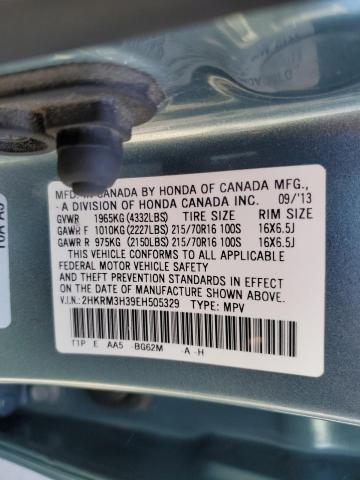 MFD. IN CANADA BY HONDA OF CANADA MFG.,
-A DIVISION OF HONDA CANADA INC. 09/'13
GVWR 1965KG (4332LBS) TIRE SIZE RIM SIZE
GAWR F 1010KG (2227LBS) 215/70R16 100S 16X6.5J
GAWR R 975KG (2150LBS) 215/70R16 100S 16X6.5J
THIS VEHICLE CONFORMS TO ALL APPLICABLE
FEDERAL MOTOR VEHICLE SAFETY STANDARDS IN EFFECT ON THE
DATE OF MANUFACTURE SHOWN ABOVE.
V.I.N.: 2HKRM3H39EH505329 TYPE: MPV
T1P E AA5 -BG62M -A -H